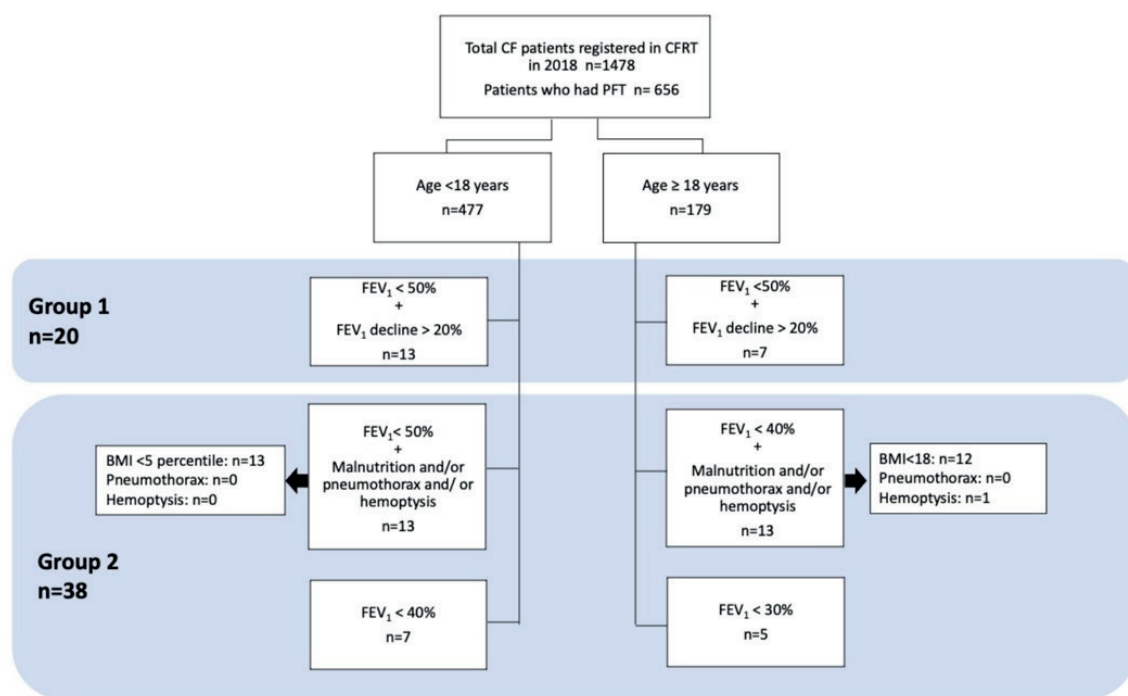 Total CF patients registered in CFRT
in 2018 n=1478
Patients who had PFT n= 656
Age <18 years
n=477
Age ≥ 18 years
n=179
Group 1
n=20
FEV₁ < 50%
+
FEV₁ decline > 20%
n=13
FEV₁ <50%
+
FEV₁ decline > 20%
n=7
Group 2
n=38
BMI <5 percentile: n=13
Pneumothorax: n=0
Hemoptysis: n=0
FEV₁< 50%
+
Malnutrition and/or
pneumothorax and/ or
hemoptysis
n=13
FEV₁ < 40%
+
Malnutrition and/or
pneumothorax and/or
hemoptysis
n=13
BMI<18: n=12
Pneumothorax: n=0
Hemoptysis: n=1
FEV₁ < 40%
n=7
FEV₁ < 30%
n=5